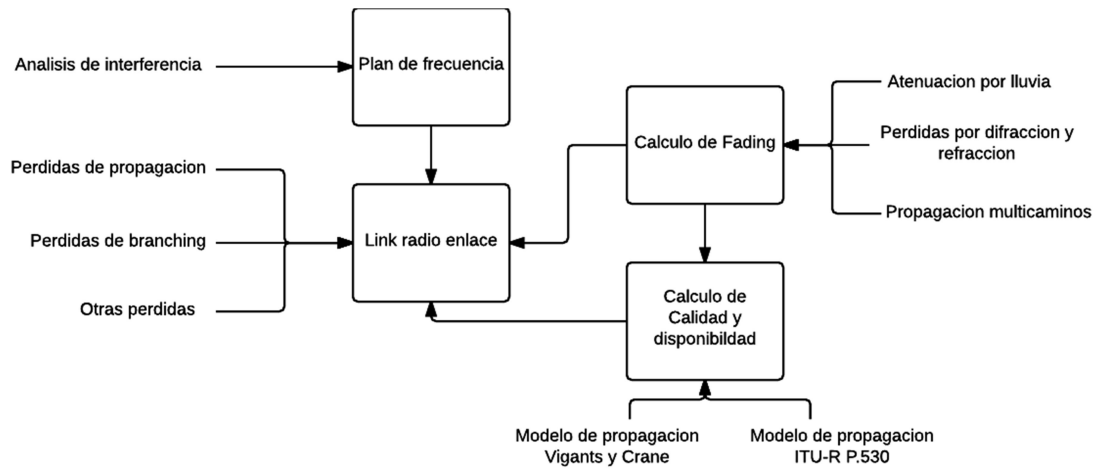 Analisis de interferencia
Plan de frecuencia
Perdidas de propagacion
Perdidas de branching
Otras perdidas
Link radio enlace
Calculo de Fading
Atenuacion por lluvia
Perdidas por difraccion y
refraccion
Propagacion multicaminos
Calculo de
Calidad y
disponibildad
Modelo de propagacion
Vigants y Crane
Modelo de propagacion
ITU-R P.530